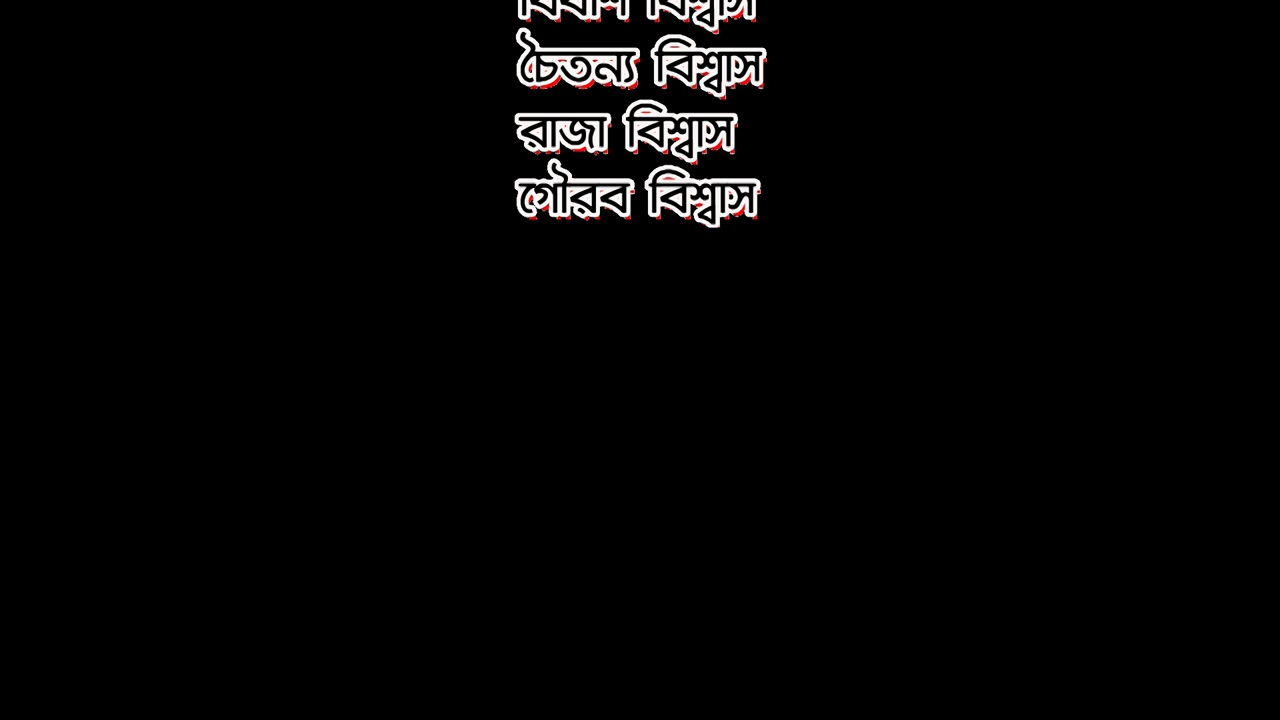 বিশ্বাস
চৈতন্য বিশ্বাস
রাজা বিশ্বাস
গৌরব বিশ্বাস